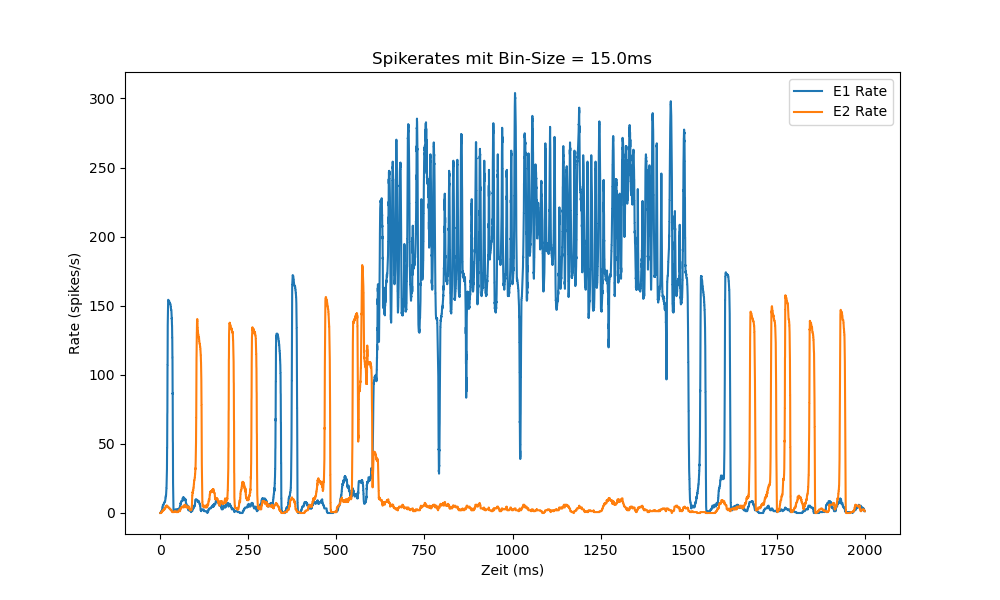 Spikerates mit Bin-Size = 15.0ms
E1 Rate
E2 Rate
300
250
200
150
100
50
0
Rate (spikes/s)
0 250 500 750 1000 1250 1500 1750 2000
Zeit (ms)